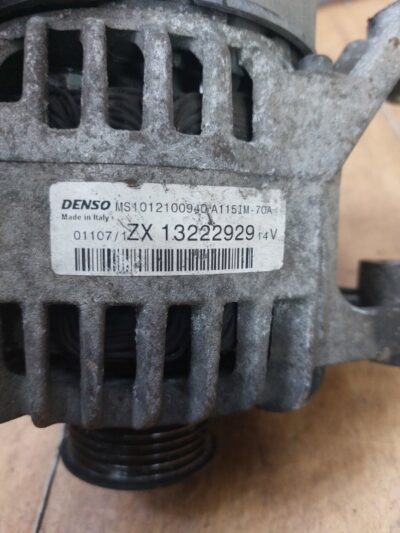 DENSO MS1012100940 A115IM-70A
Made in Italy
01107/1 ZX 13222929 14V